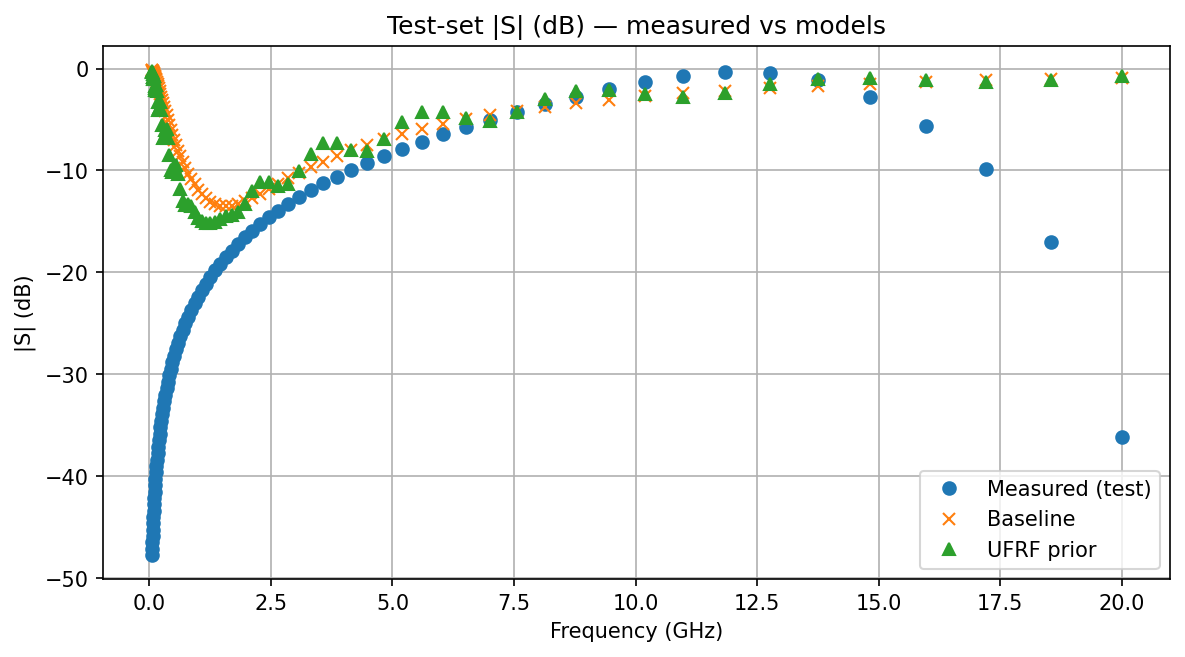 Test-set |S| (dB) — measured vs models
|S| (dB)
0
−10
−20
−30
−40
−50
0.0 2.5 5.0 7.5 10.0 12.5 15.0 17.5 20.0
Frequency (GHz)
Measured (test)
Baseline
UFRF prior